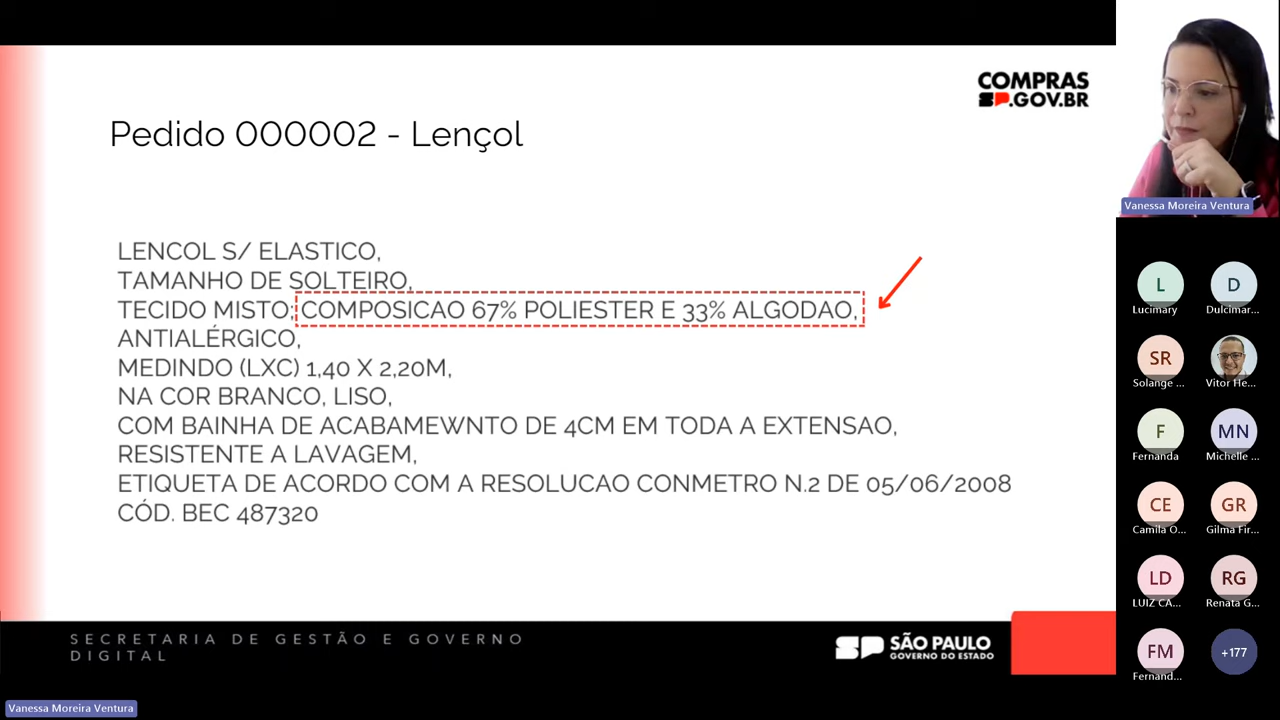 COMPRAS
SP.GOV.BR
Pedido 000002 - Lençol
LENCOL S/ ELASTICO,
TAMANHO DE SOLTEIRO,
TECIDO MISTO; COMPOSICAO 67% POLIESTER E 33% ALGODAO,
ANTIALÉRGICO,
MEDINDO (LXC) 1,40 X 2,20M,
NA COR BRANCO, LISO,
COM BAINHA DE ACABAMEWNTO DE 4CM EM TODA A EXTENSAO,
RESISTENTE A LAVAGEM,
ETIQUETA DE ACORDO COM A RESOLUCAO CONMETRO N.2 DE 05/06/2008
CÓD. BEC 487320
SECRETARIA DE GESTÃO E GOVERNO
DIGITAL
SP SÃO PAULO
GOVERNO DO ESTADO
Vanessa Moreira Ventura
Vanessa Moreira Ventura
L
Lucimary
D
Dulcimar...
SR
Solange ...
Vitor He...
F
Fernanda
MN
Michelle ...
CE
Camila O...
GR
Gilma Fir...
LD
LUIZ CA...
RG
Renata G...
FM
Fernand...
+177